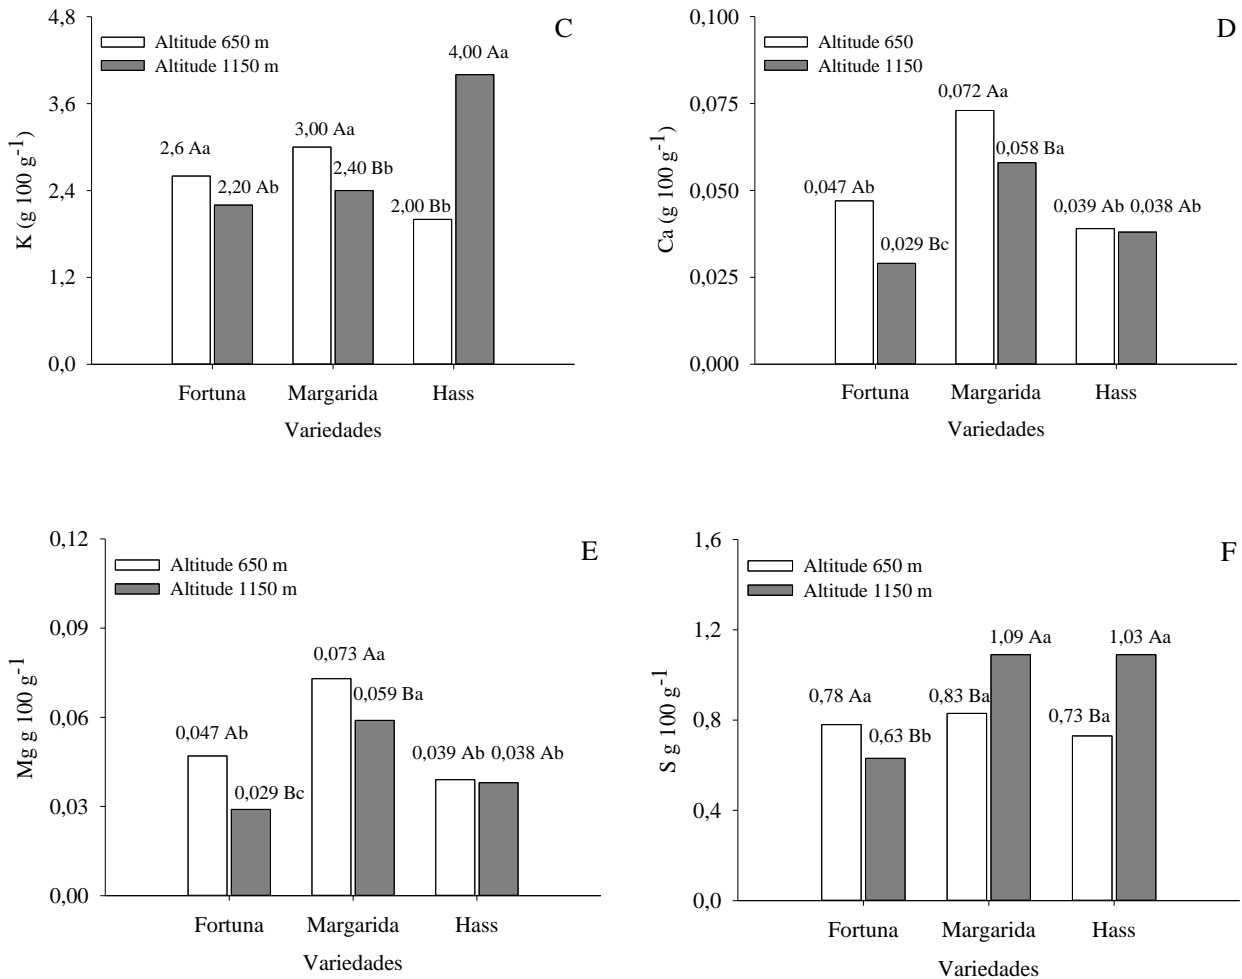 C
4,8
3,6
2,4
1,2
0,0
K (g 100 g⁻¹)
Altitude 650 m
Altitude 1150 m
2,6 Aa
2,20 Ab
3,00 Aa
2,40 Bb
2,00 Bb
4,00 Aa
Fortuna Margarida Hass
Variedades
D
0,100
0,075
0,050
0,025
0,000
Ca (g 100 g⁻¹)
Altitude 650
Altitude 1150
0,047 Ab
0,029 Bc
0,072 Aa
0,058 Ba
0,039 Ab 0,038 Ab
Fortuna Margarida Hass
Variedades
E
0,12
0,09
0,06
0,03
0,00
Mg g 100 g⁻¹
Altitude 650 m
Altitude 1150 m
0,047 Ab
0,029 Bc
0,073 Aa
0,059 Ba
0,039 Ab 0,038 Ab
Fortuna Margarida Hass
Variedades
F
1,6
1,2
0,8
0,4
0,0
S g 100 g⁻¹
Altitude 650 m
Altitude 1150 m
0,78 Aa
0,63 Bb
0,83 Ba
1,09 Aa
0,73 Ba
1,03 Aa
Fortuna Margarida Hass
Variedades